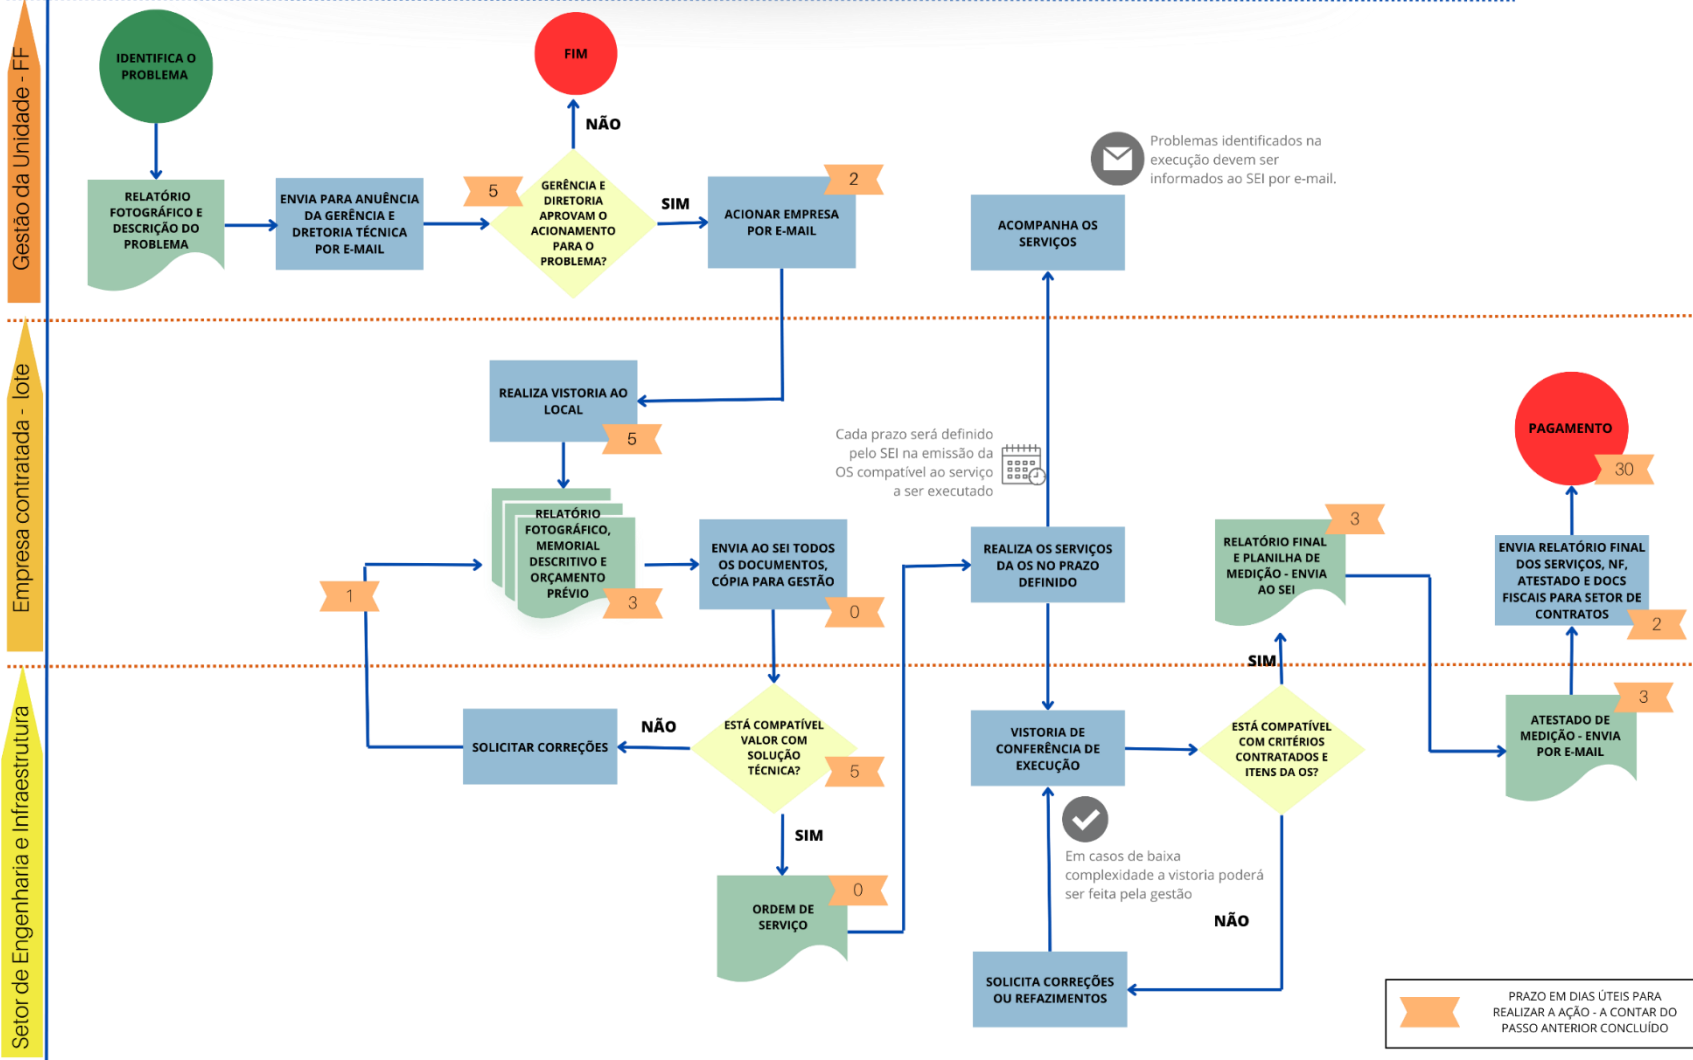 Gestão da Unidade - FF
IDENTIFICA O
PROBLEMA
FIM
NÃO
RELATÓRIO
FOTOGRÁFICO E
DESCRIÇÃO DO
PROBLEMA
ENVIA PARA ANUÊNCIA
DA GERÊNCIA E
DRETORIA TÉCNICA
POR E-MAIL
5
GERÊNCIA E
DIRETORIA
APROVAM O
ACIONAMENTO
PARA O
PROBLEMA?
SIM
2
ACIONAR EMPRESA
POR E-MAIL
ACOMPANHA OS
SERVIÇOS
Problemas identificados na
execução devem ser
informados ao SEI por e-mail.
Empresa contratada - lote
REALIZA VISTORIA AO
LOCAL
5
RELATÓRIO
FOTOGRÁFICO,
MEMORIAL
DESCRITIVO E
ORÇAMENTO
PRÉVIO
3
1
ENVIA AO SEI TODOS
OS DOCUMENTOS,
CÓPIA PARA GESTÃO
0
Cada prazo será definido
pelo SEI na emissão da
OS compatível ao serviço
a ser executado
REALIZA OS SERVIÇOS
DA OS NO PRAZO
DEFINIDO
3
RELATÓRIO FINAL
E PLANILHA DE
MEDIÇÃO - ENVIA
AO SEI
PAGAMENTO
30
ENVIA RELATÓRIO FINAL
DOS SERVIÇOS, NF,
ATESTADO E DOCS
FISCAIS PARA SETOR DE
CONTRATOS
2
Setor de Engenharia e Infraestrutura
SOLICITAR CORREÇÕES
NÃO
ESTÁ COMPATÍVEL
VALOR COM
SOLUÇÃO
TÉCNICA?
5
SIM
ORDEM DE
SERVIÇO
0
VISTORIA DE
CONFERÊNCIA DE
EXECUÇÃO
SIM
ESTÁ COMPATÍVEL
COM CRITÉRIOS
CONTRATADOS E
ITENS DA OS?
3
ATESTADO DE
MEDIÇÃO - ENVIA
POR E-MAIL
Em casos de baixa
complexidade a vistoria poderá
ser feita pela gestão
NÃO
SOLICITA CORREÇÕES
OU REFAZIMENTOS
PRAZO EM DIAS ÚTEIS PARA
REALIZAR A AÇÃO - A CONTAR DO
PASSO ANTERIOR CONCLUÍDO